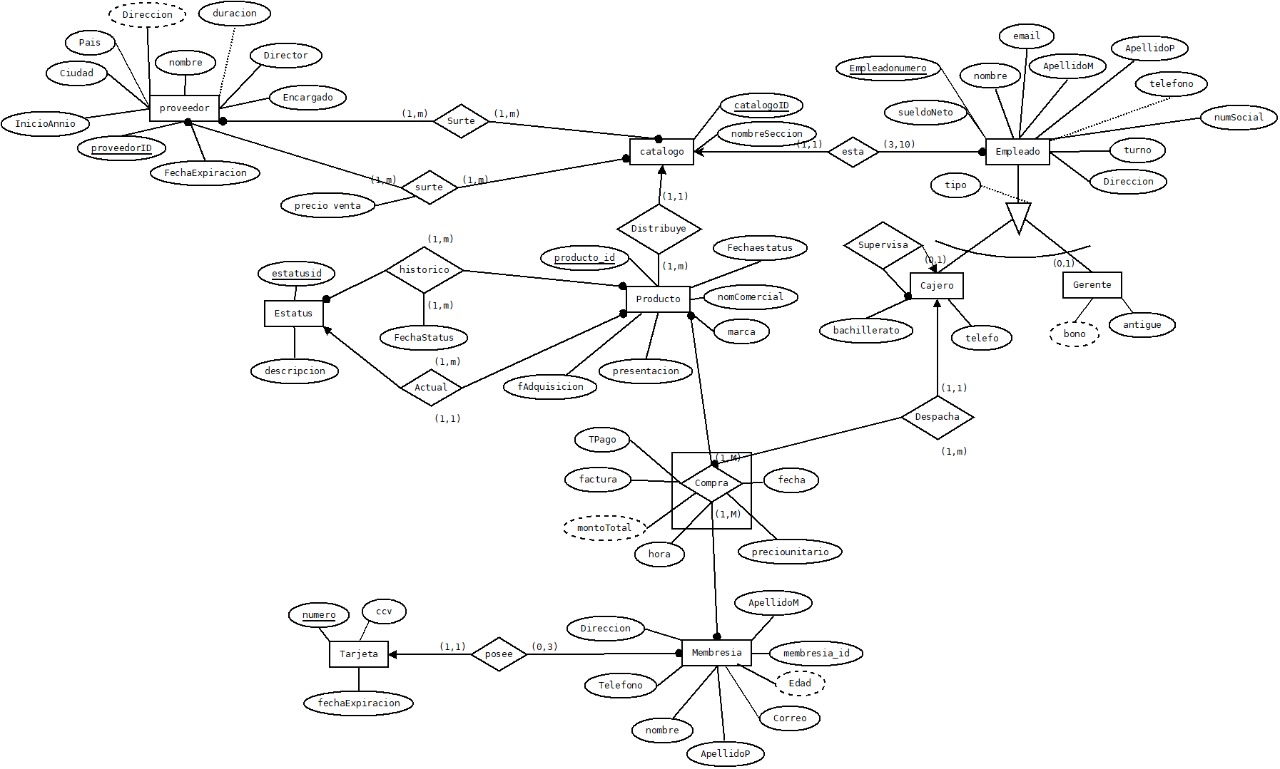 Direccion
duracion
Pais
nombre
Director
Ciudad
Encargado
proveedor
InicioAnnio
proveedorID
FechaExpiracion
(1,m)
Surte
(1,m)
(1,m)
surte
(1,m)
precio venta
catalogoID
nombreSeccion
catalogo
(1,1)
esta
(3,10)
email
ApellidoP
Empleadonumero
nombre
ApellidoM
telefono
sueldoNeto
numSocial
Empleado
turno
Direccion
tipo
(1,1)
Distribuye
(1,m)
Supervisa
(0,1)
(0,1)
Cajero
Gerente
bachillerato
telefo
bono
antigue
(1,m)
historico
(1,m)
FechaStatus
estatusid
Estatus
descripcion
(1,m)
Actual
(1,1)
producto_id
Fechaestatus
Producto
nomComercial
marca
fAdquisicion
presentacion
(1,1)
Despacha
(1,m)
TPago
(1,M)
factura
Compra
fecha
montoTotal
(1,M)
hora
preciounitario
numero
ccv
Tarjeta
(1,1)
posee
(0,3)
fechaExpiracion
ApellidoM
Direccion
Membresia
membresia_id
Telefono
Edad
Correo
nombre
ApellidoP